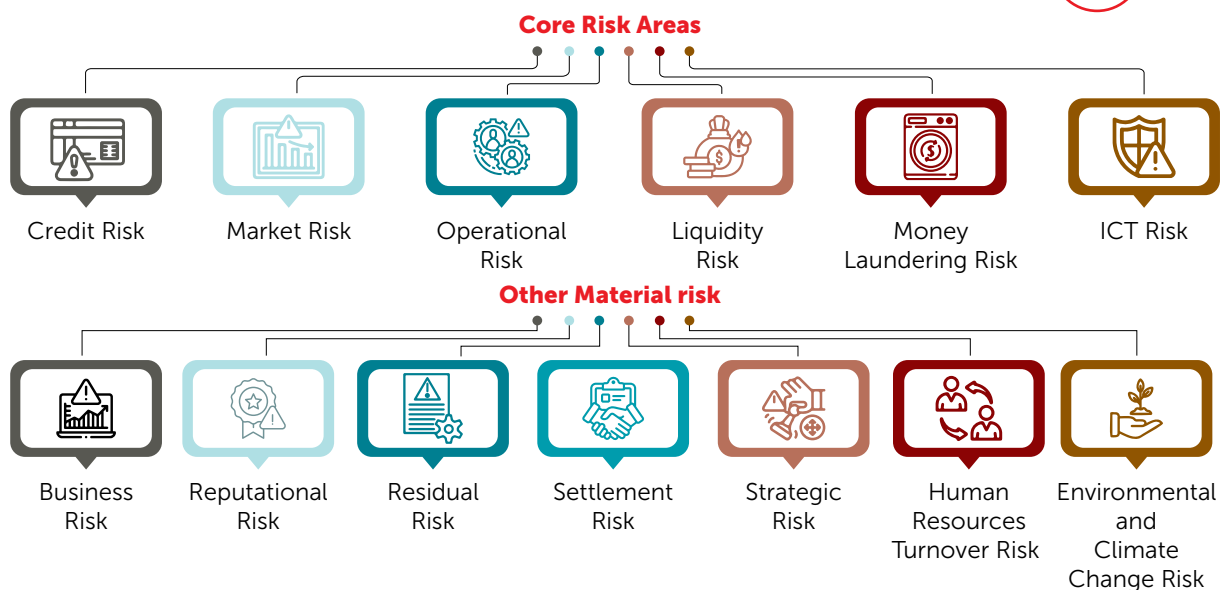 Core Risk Areas
Credit Risk
Market Risk
Operational
Risk
Liquidity
Risk
Money
Laundering Risk
ICT Risk
Other Material risk
Business
Risk
Reputational
Risk
Residual
Risk
Settlement
Risk
Strategic
Risk
Human
Resources
Turnover Risk
Environmental
and
Climate
Change Risk